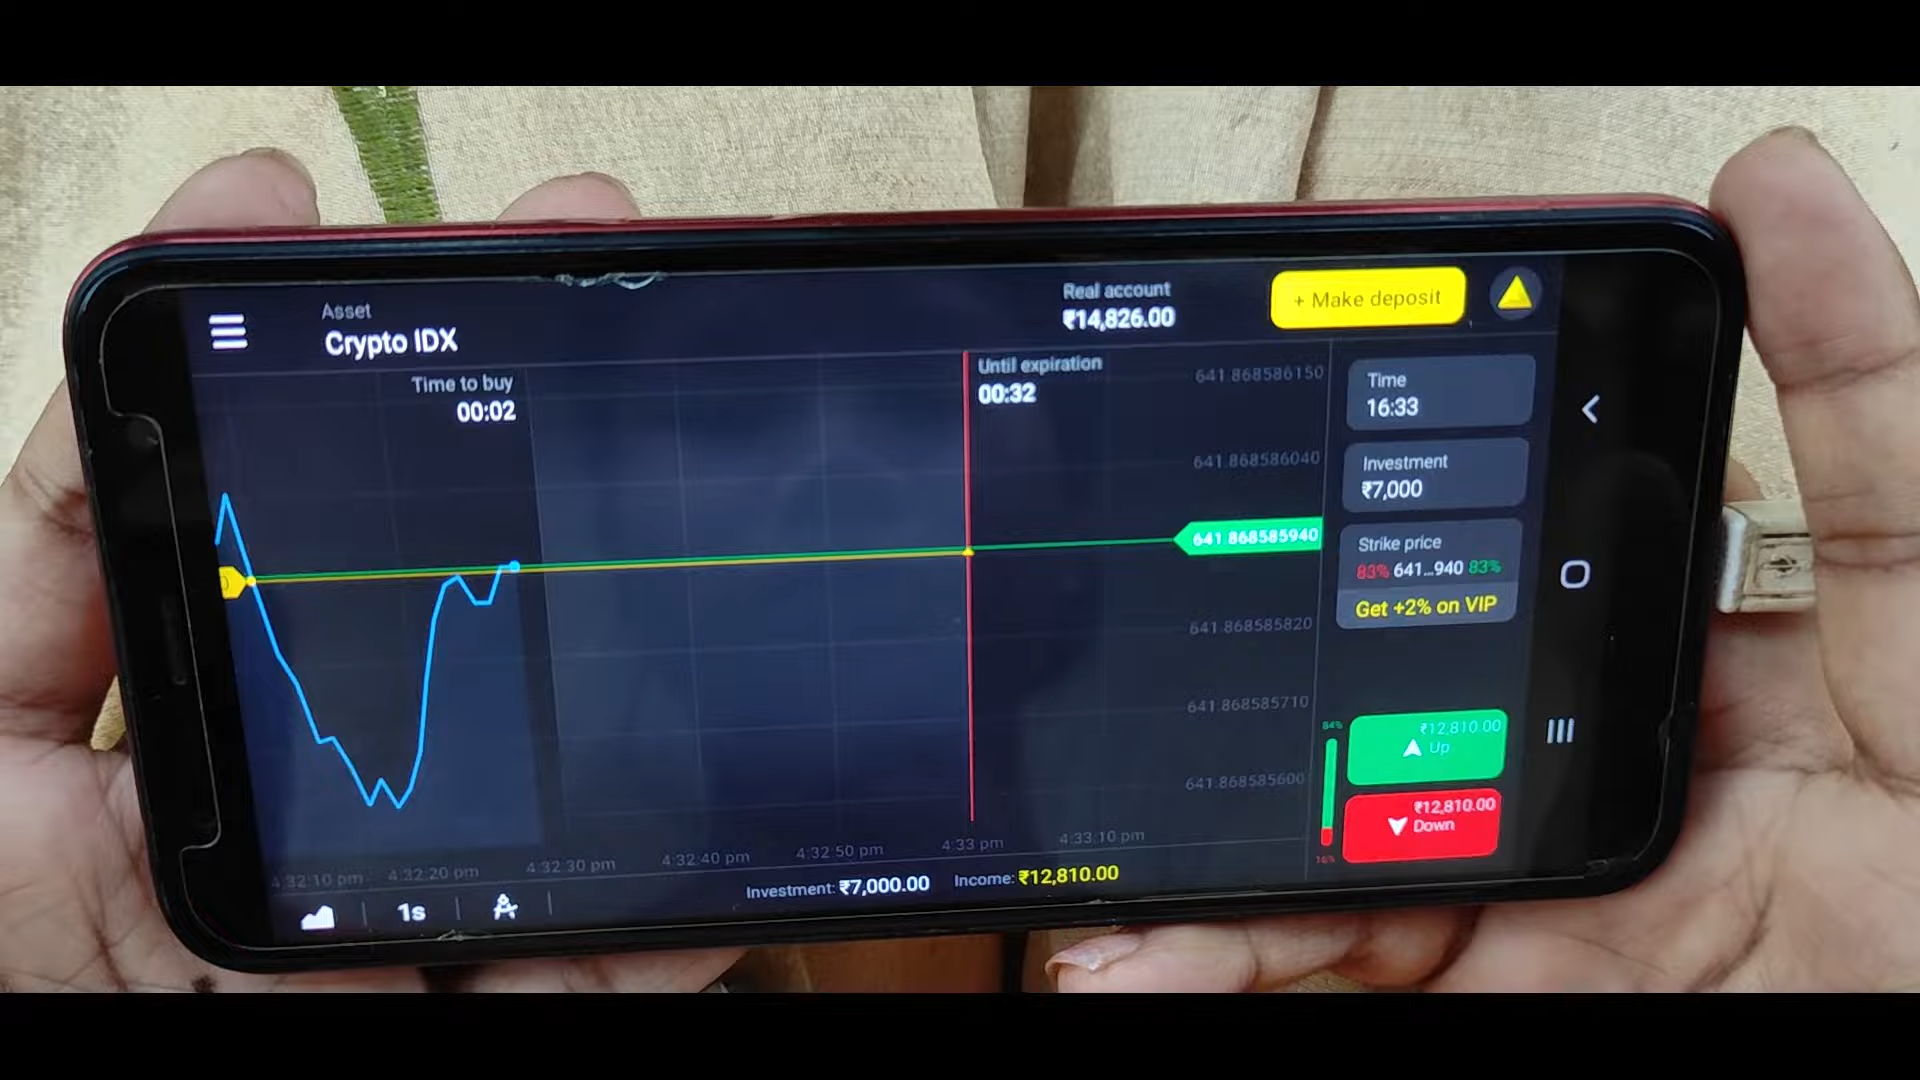 Asset
Crypto IDX
Real account
₹14,826.00
+ Make deposit
Time to buy
00:02
Until expiration
00:32
641.868586150
641.868586040
641.868585940
641.868585820
641.868585710
641.868585600
Time
16:33
Investment
₹7,000
Strike price
83% 641...940 83%
Get +2% on VIP
84%
₹12,810.00
Up
₹12,810.00
Down
16%
4:32:10 pm
4:32:20 pm
4:32:30 pm
4:32:40 pm
4:32:50 pm
4:33 pm
4:33:10 pm
Investment: ₹7,000.00 Income: ₹12,810.00
1s